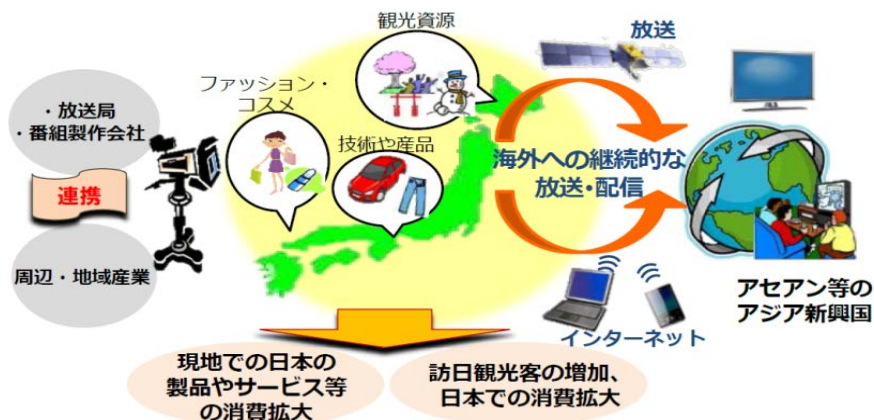 ・放送局
・番組製作会社
連携
周辺・地域産業
ファッション・
コスメ
観光資源
技術や産品
放送
海外への継続的な
放送・配信
インターネット
アセアン等の
アジア新興国
現地での日本の
製品やサービス等
の消費拡大
訪日観光客の増加、
日本での消費拡大